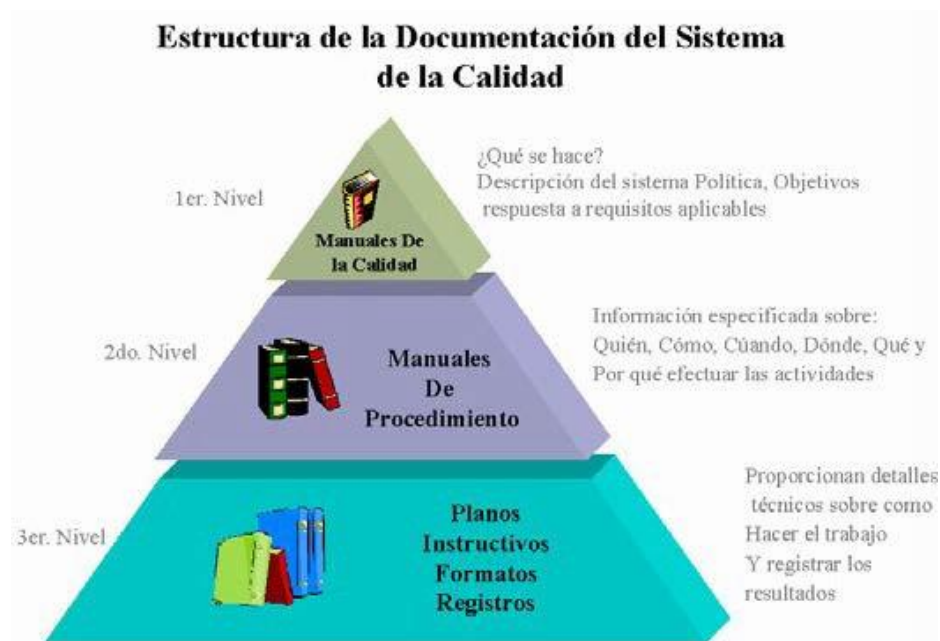 Estructura de la Documentación del Sistema
de la Calidad
1er. Nivel
Manuales De
la Calidad
¿Qué se hace?
Descripción del sistema Política, Objetivos
respuesta a requisitos aplicables
2do. Nivel
Manuales
De
Procedimiento
Información especificada sobre:
Quién, Cómo, Cúando, Dónde, Qué y
Por qué efectuar las actividades
3er. Nivel
Planos
Instructivos
Formatos
Registros
Proporcionan detalles
técnicos sobre como
Hacer el trabajo
Y registrar los
resultados